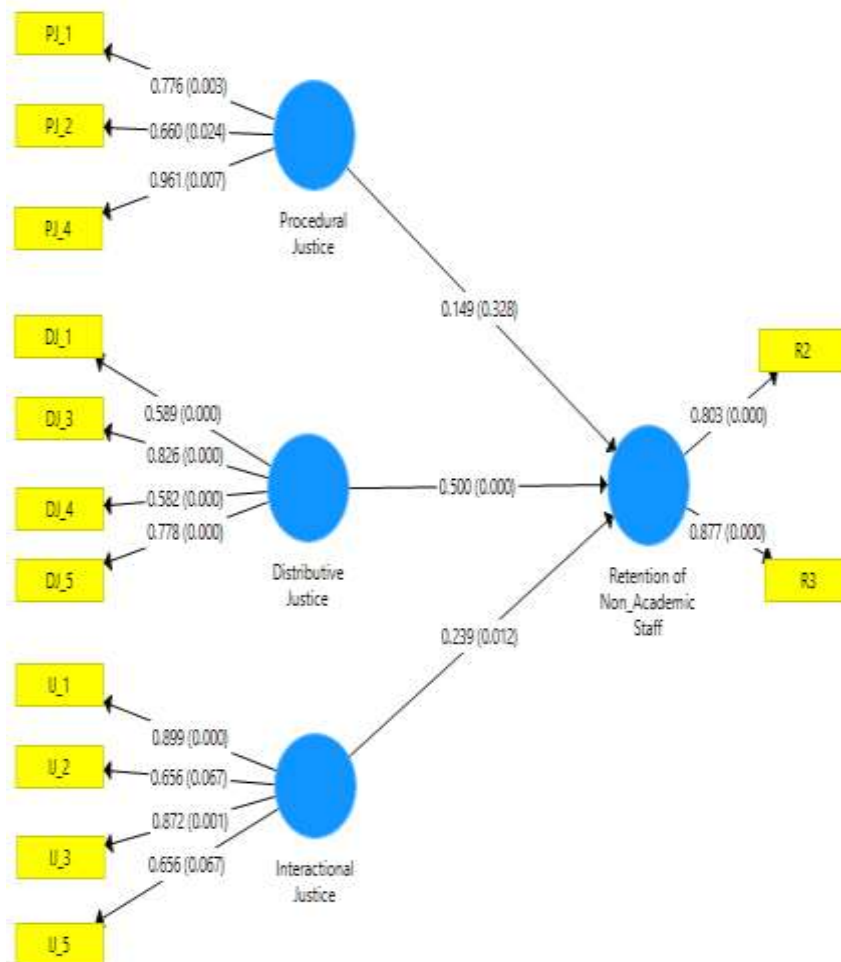 PJ_1
0.776 (0.003)
PJ_2
0.660 (0.024)
0.961 (0.007)
PJ_4
Procedural
Justice
0.149 (0.328)
DJ_1
0.589 (0.000)
DJ_3
0.826 (0.000)
DJ_4
0.582 (0.000)
0.778 (0.000)
DJ_5
Distributive
Justice
0.500 (0.000)
R2
0.803 (0.000)
0.877 (0.000)
R3
Retention of
Non_Academic
Staff
0.239 (0.012)
IJ_1
0.899 (0.000)
IJ_2
0.656 (0.067)
0.872 (0.001)
IJ_3
0.656 (0.067)
IJ_5
Interactional
Justice